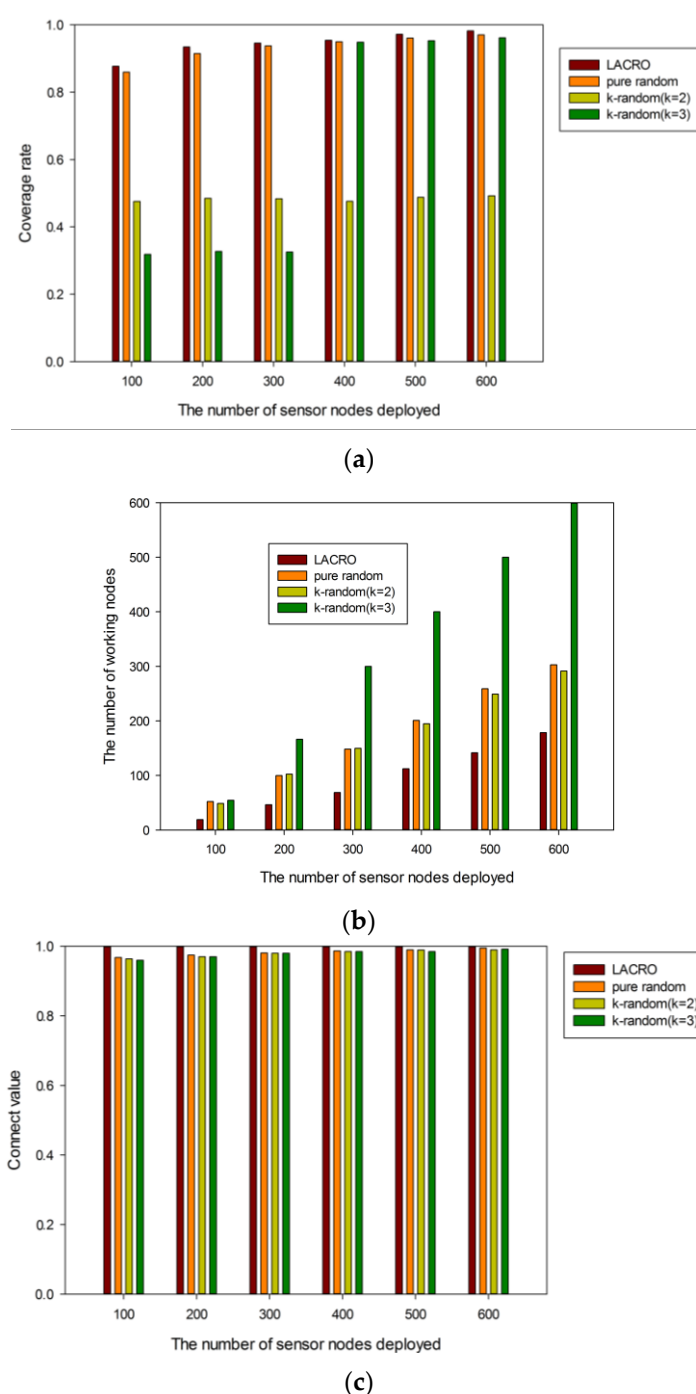 1.0
0.8
0.6
0.4
0.2
0.0
Coverage rate
100 200 300 400 500 600
The number of sensor nodes deployed
LACRO
pure random
k-random(k=2)
k-random(k=3)
(a)
600
500
400
300
200
100
0
The number of working nodes
LACRO
pure random
k-random(k=2)
k-random(k=3)
100 200 300 400 500 600
The number of sensor nodes deployed
(b)
1.0
0.8
0.6
0.4
0.2
0.0
Connect value
100 200 300 400 500 600
The number of sensor nodes deployed
LACRO
pure random
k-random(k=2)
k-random(k=3)
(c)